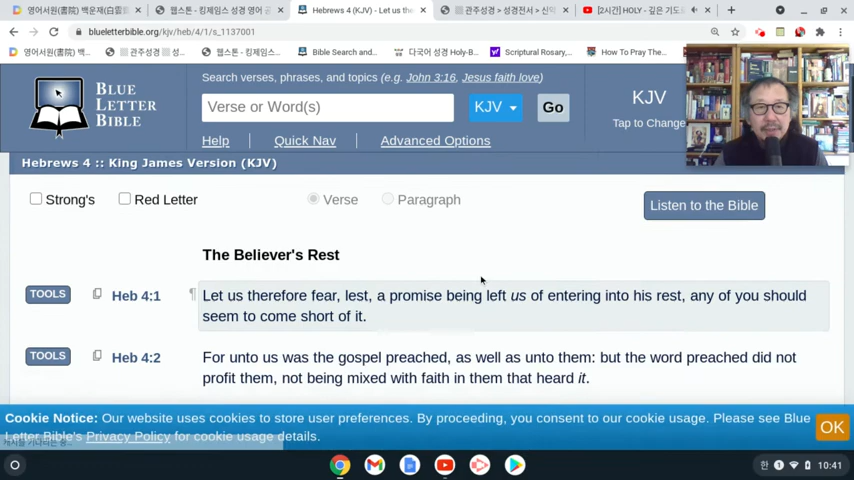 영어서원(書院) 백운재(白雲齋
웹스톤 - 킹제임스 성경 영어 공
Hebrews 4 (KJV) - Let us the
관주성경 > 성경전서 > 신약
[2시간] HOLY - 깊은 기도
blueletterbible.org/kjv/heb/4/1/s_1137001
영어서원(書院) 백...
관주성경 > 성...
웹스톤 - 킹제임스...
Bible Search and...
다국어 성경 Holy-B...
Scriptural Rosary,...
How To Pray The...
BLUE
LETTER
BIBLE
Search verses, phrases, and topics (e.g. John 3:16, Jesus faith love)
Verse or Word(s)
KJV
Go
KJV
Tap to Change
Help
Quick Nav
Advanced Options
Hebrews 4 :: King James Version (KJV)
Strong's
Red Letter
Verse
Paragraph
Listen to the Bible
The Believer's Rest
TOOLS
Heb 4:1
¶
Let us therefore fear, lest, a promise being left us of entering into his rest, any of you should
seem to come short of it.
TOOLS
Heb 4:2
For unto us was the gospel preached, as well as unto them: but the word preached did not
profit them, not being mixed with faith in them that heard it.
Cookie Notice: Our website uses cookies to store user preferences. By proceeding, you consent to our cookie usage. Please see Blue
Letter Bible's Privacy Policy for cookie usage details.
OK
한
10:41